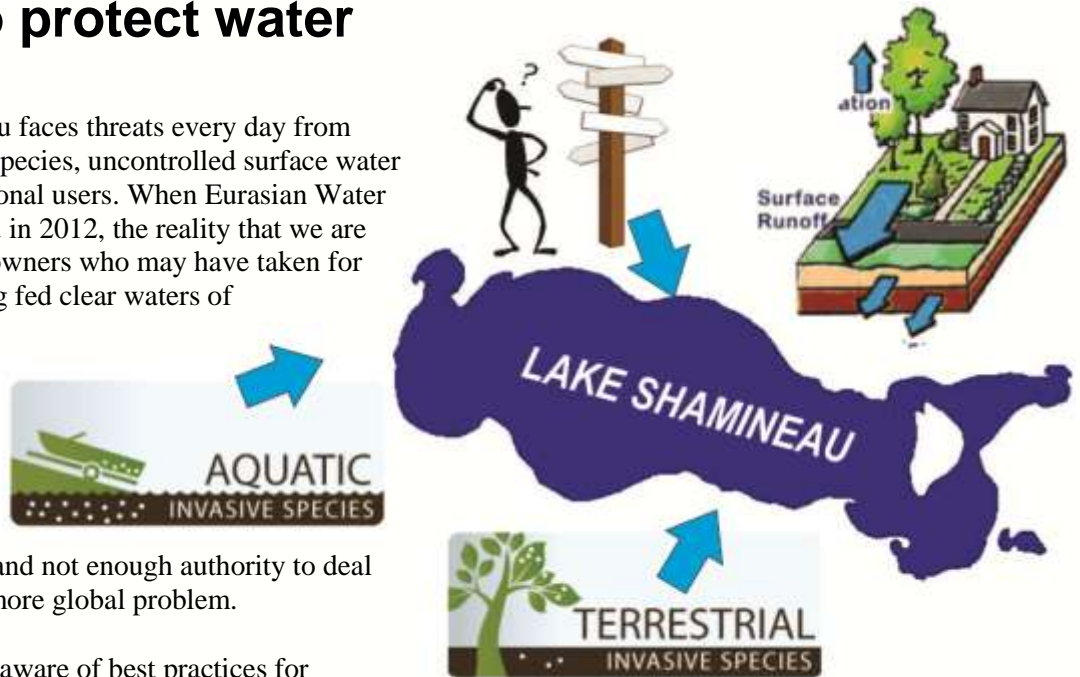 protect water
u faces threats every day from
species, uncontrolled surface water
onal users. When Eurasian Water
in 2012, the reality that we are
owners who may have taken for
g fed clear waters of
?
ation
Surface
Runoff
LAKE SHAMINEAU
AQUATIC
INVASIVE SPECIES
and not enough authority to deal
more global problem.
TERRESTRIAL
INVASIVE SPECIES
aware of best practices for